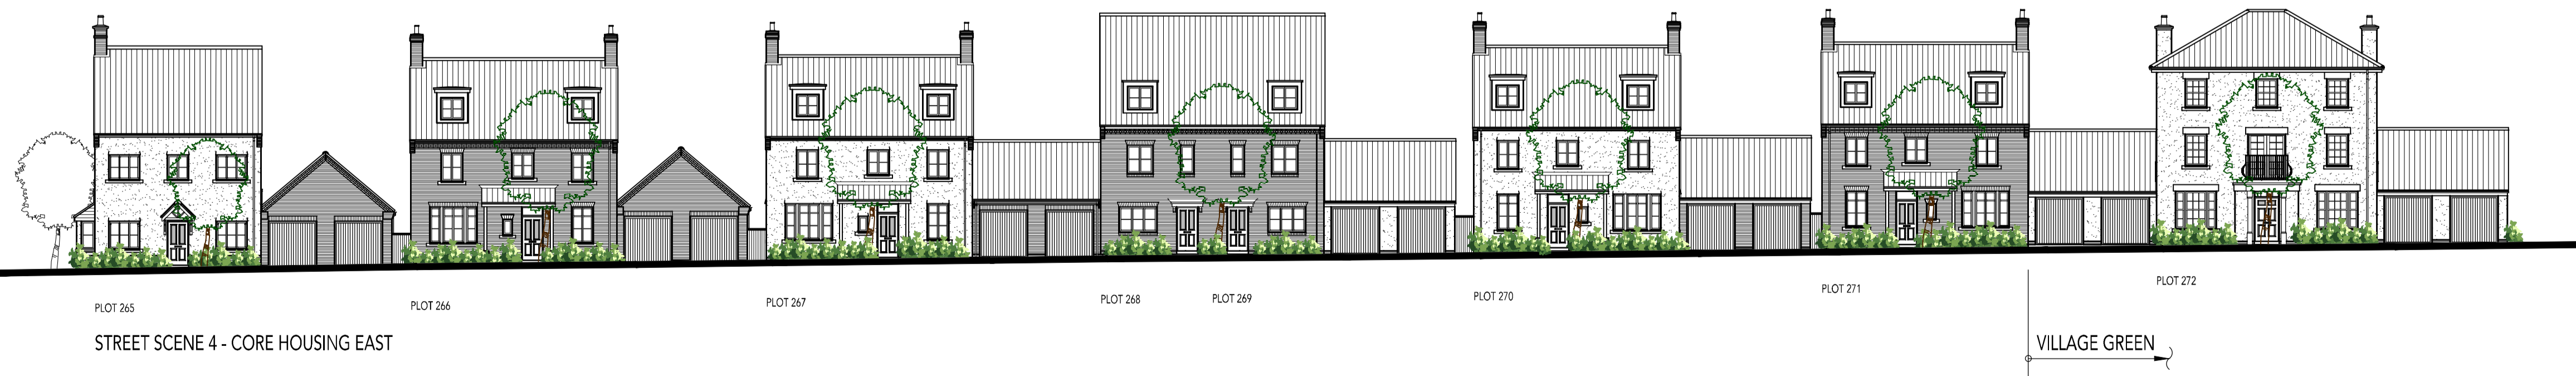 PLOT 265
PLOT 266
PLOT 267
PLOT 268
PLOT 269
PLOT 270
PLOT 271
PLOT 272
STREET SCENE 4 - CORE HOUSING EAST
VILLAGE GREEN